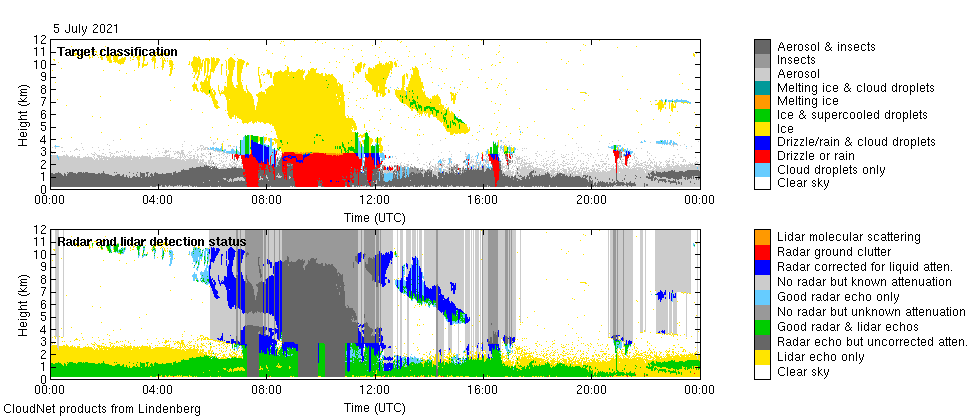 5 July 2021
Target classification
12
11
10
9
8
7
6
5
4
3
2
1
0
Height (km)
00:00 04:00 08:00 12:00 16:00 20:00 00:00
Time (UTC)
Aerosol & insects
Insects
Aerosol
Melting ice & cloud droplets
Melting ice
Ice & supercooled droplets
Ice
Drizzle/rain & cloud droplets
Drizzle or rain
Cloud droplets only
Clear sky
Radar and lidar detection status
12
11
10
9
8
7
6
5
4
3
2
1
0
Height (km)
00:00 04:00 08:00 12:00 16:00 20:00 00:00
Time (UTC)
Lidar molecular scattering
Radar ground clutter
Radar corrected for liquid atten.
No radar but known attenuation
Good radar echo only
No radar but unknown attenuation
Good radar & lidar echos
Radar echo but uncorrected atten.
Lidar echo only
Clear sky
CloudNet products from Lindenberg